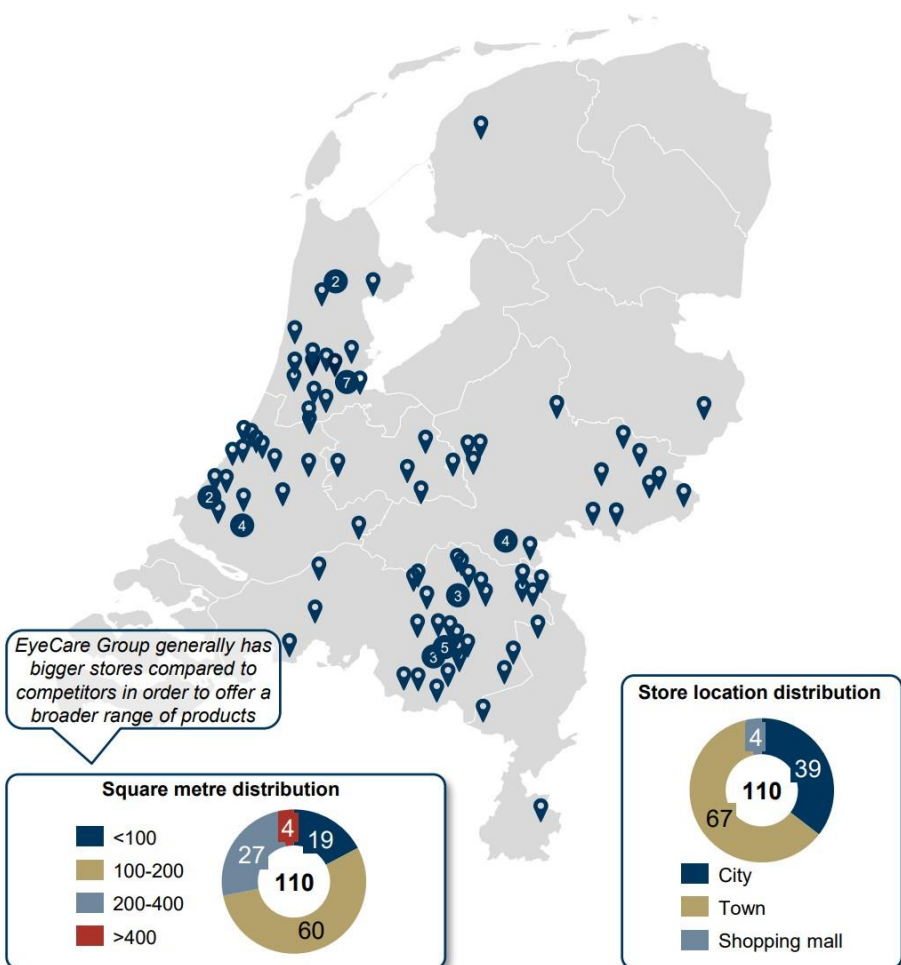 2
7
2
4
4
3
5
3
EyeCare Group generally has
bigger stores compared to
competitors in order to offer a
broader range of products
Square metre distribution
<100
100-200
200-400
>400
4
19
27
110
60
Store location distribution
4
39
110
67
City
Town
Shopping mall